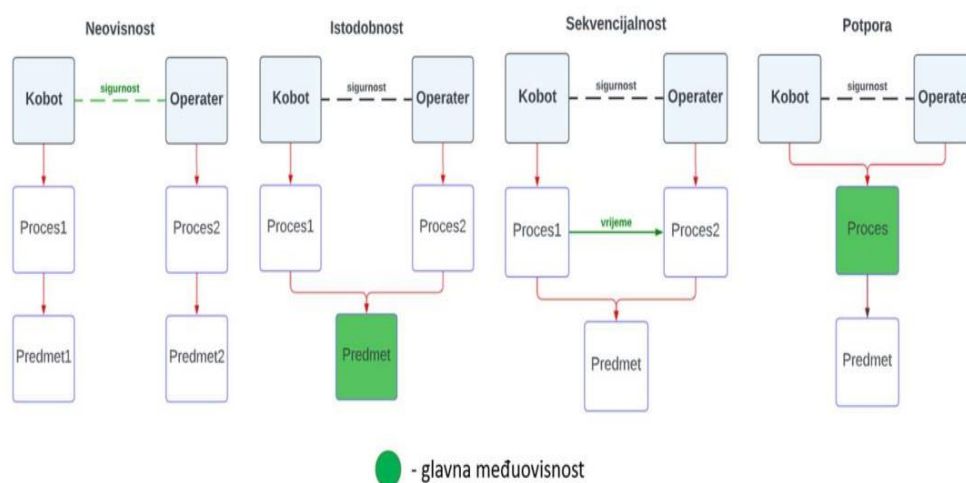 Neovisnost
Istodobnost
Sekvencijalnost
Potpora
Kobot
sigurnost
Operater
Kobot
sigurnost
Operater
Kobot
sigurnost
Operater
Kobot
sigurnost
Operater
Proces1
Proces2
Proces1
Proces2
Proces1
vrijeme
Proces2
Proces
Predmet1
Predmet2
Predmet
Predmet
Predmet
- glavna međuovisnost